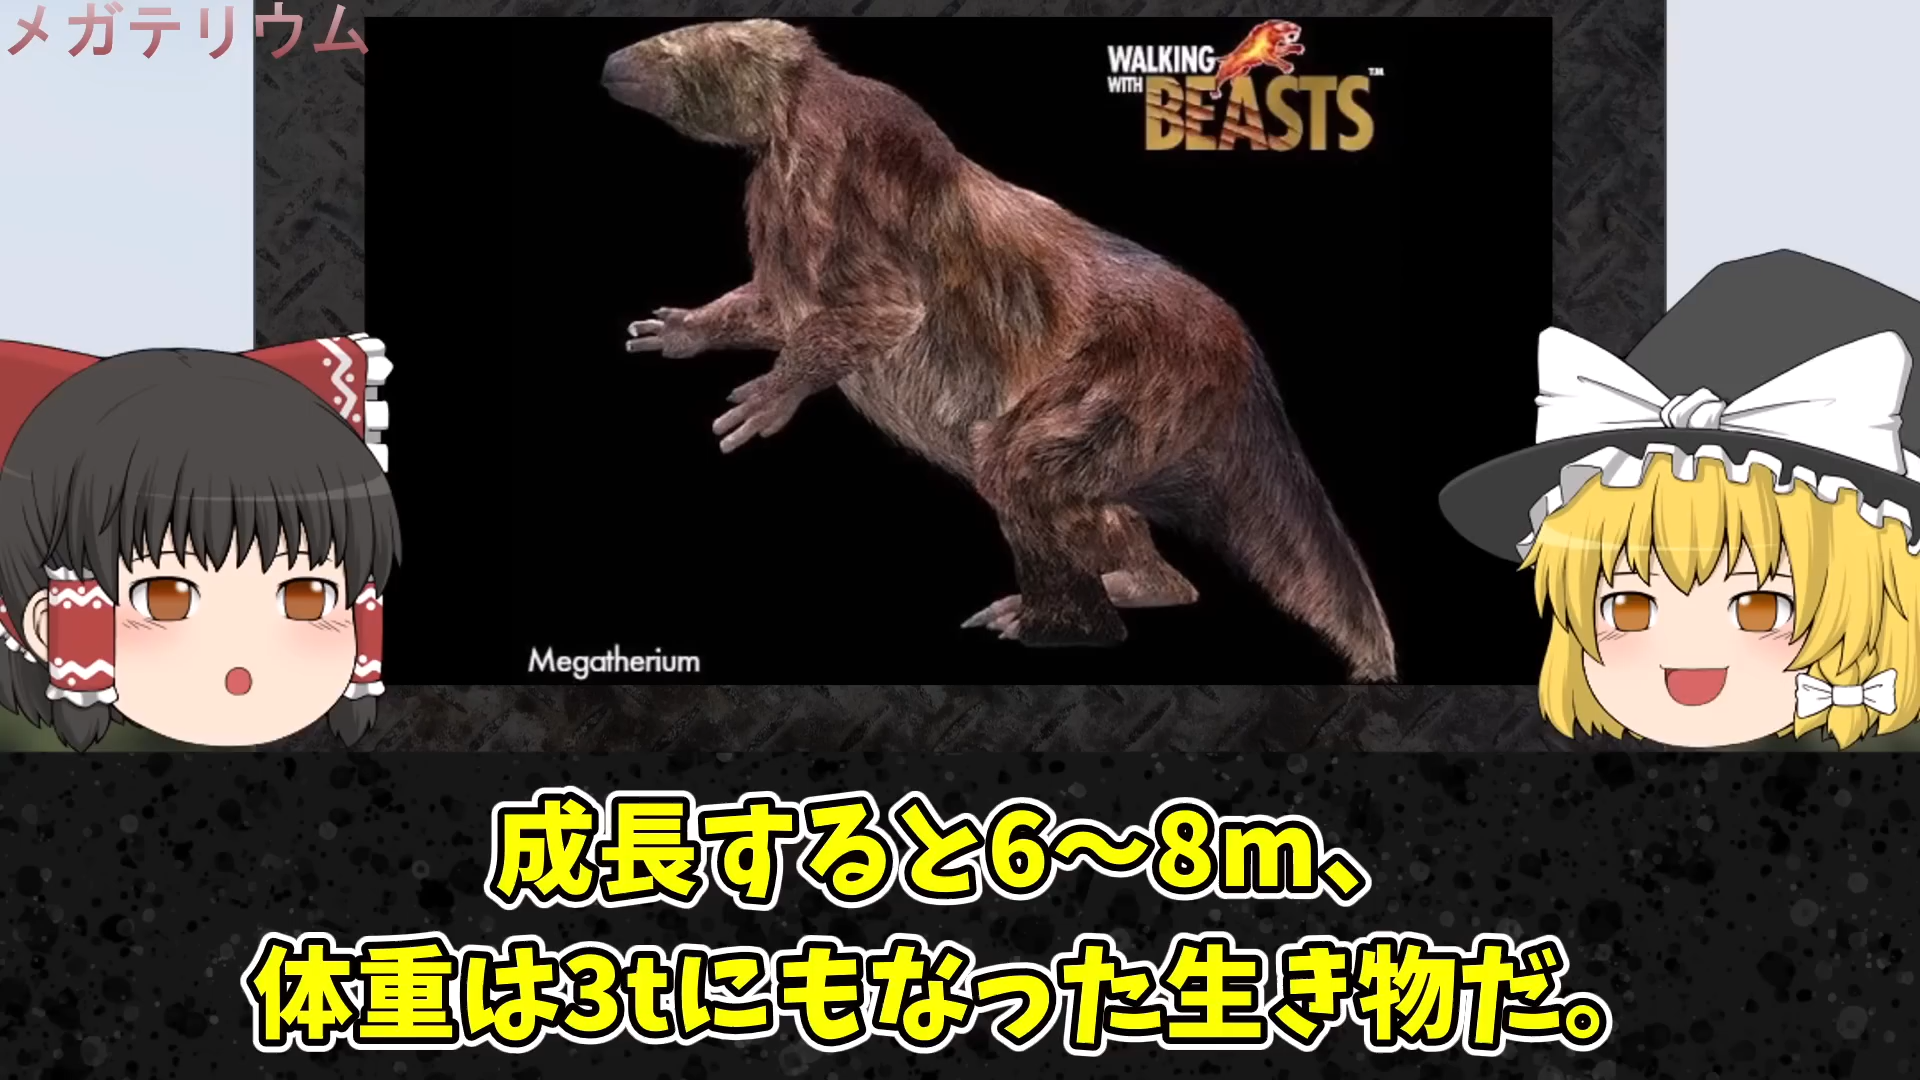 メガテリウム
WALKING
WITH
BEASTS™
Megatherium
成長すると6～8m、
体重は3tにもなった生き物だ。